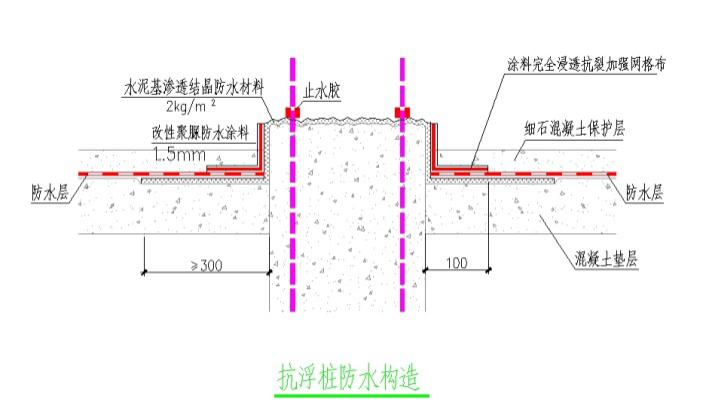 涂料完全浸透抗裂加强网格布
水泥基渗透结晶防水材料
2kg/m²
止水胶
改性聚脲防水涂料
1.5mm
细石混凝土保护层
防水层
防水层
混凝土垫层
≥300
100
抗浮桩防水构造